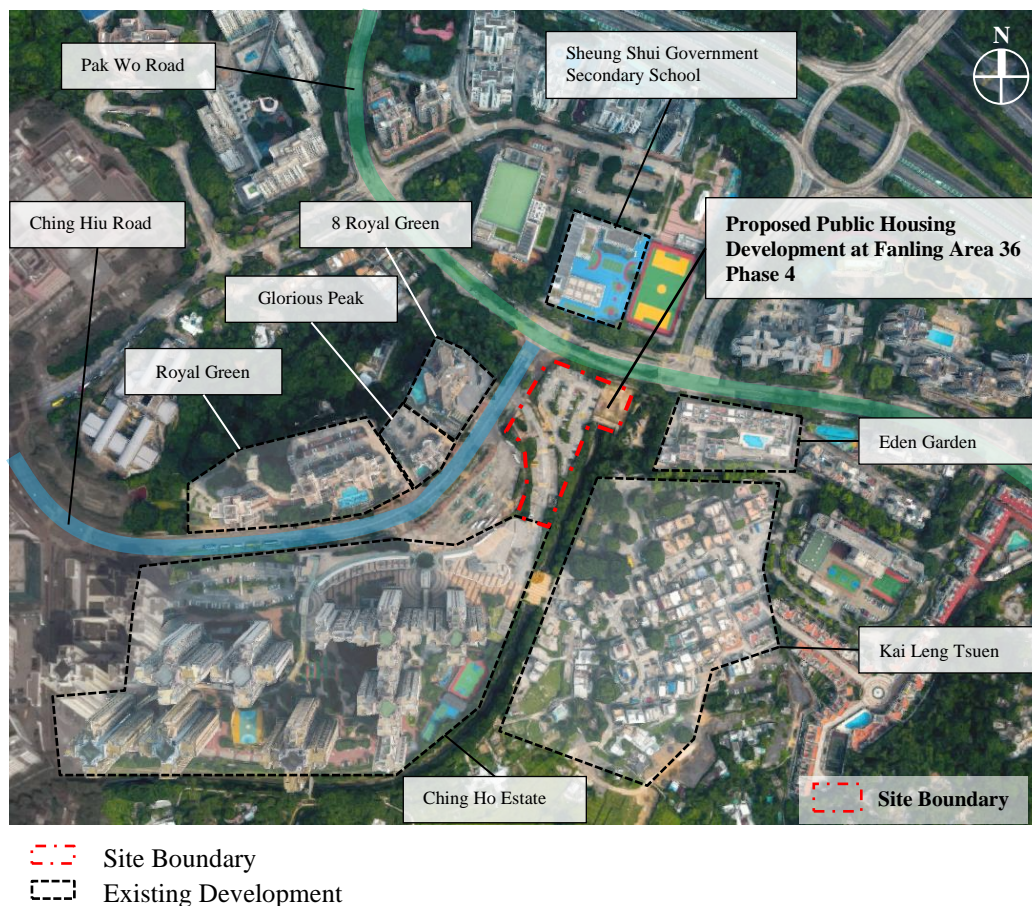 N
Pak Wo Road
Sheung Shui Government
Secondary School
Ching Hiu Road
8 Royal Green
Proposed Public Housing
Development at Fanling Area 36
Phase 4
Glorious Peak
Royal Green
Eden Garden
Kai Leng Tsuen
Ching Ho Estate
Site Boundary
Site Boundary
Existing Development